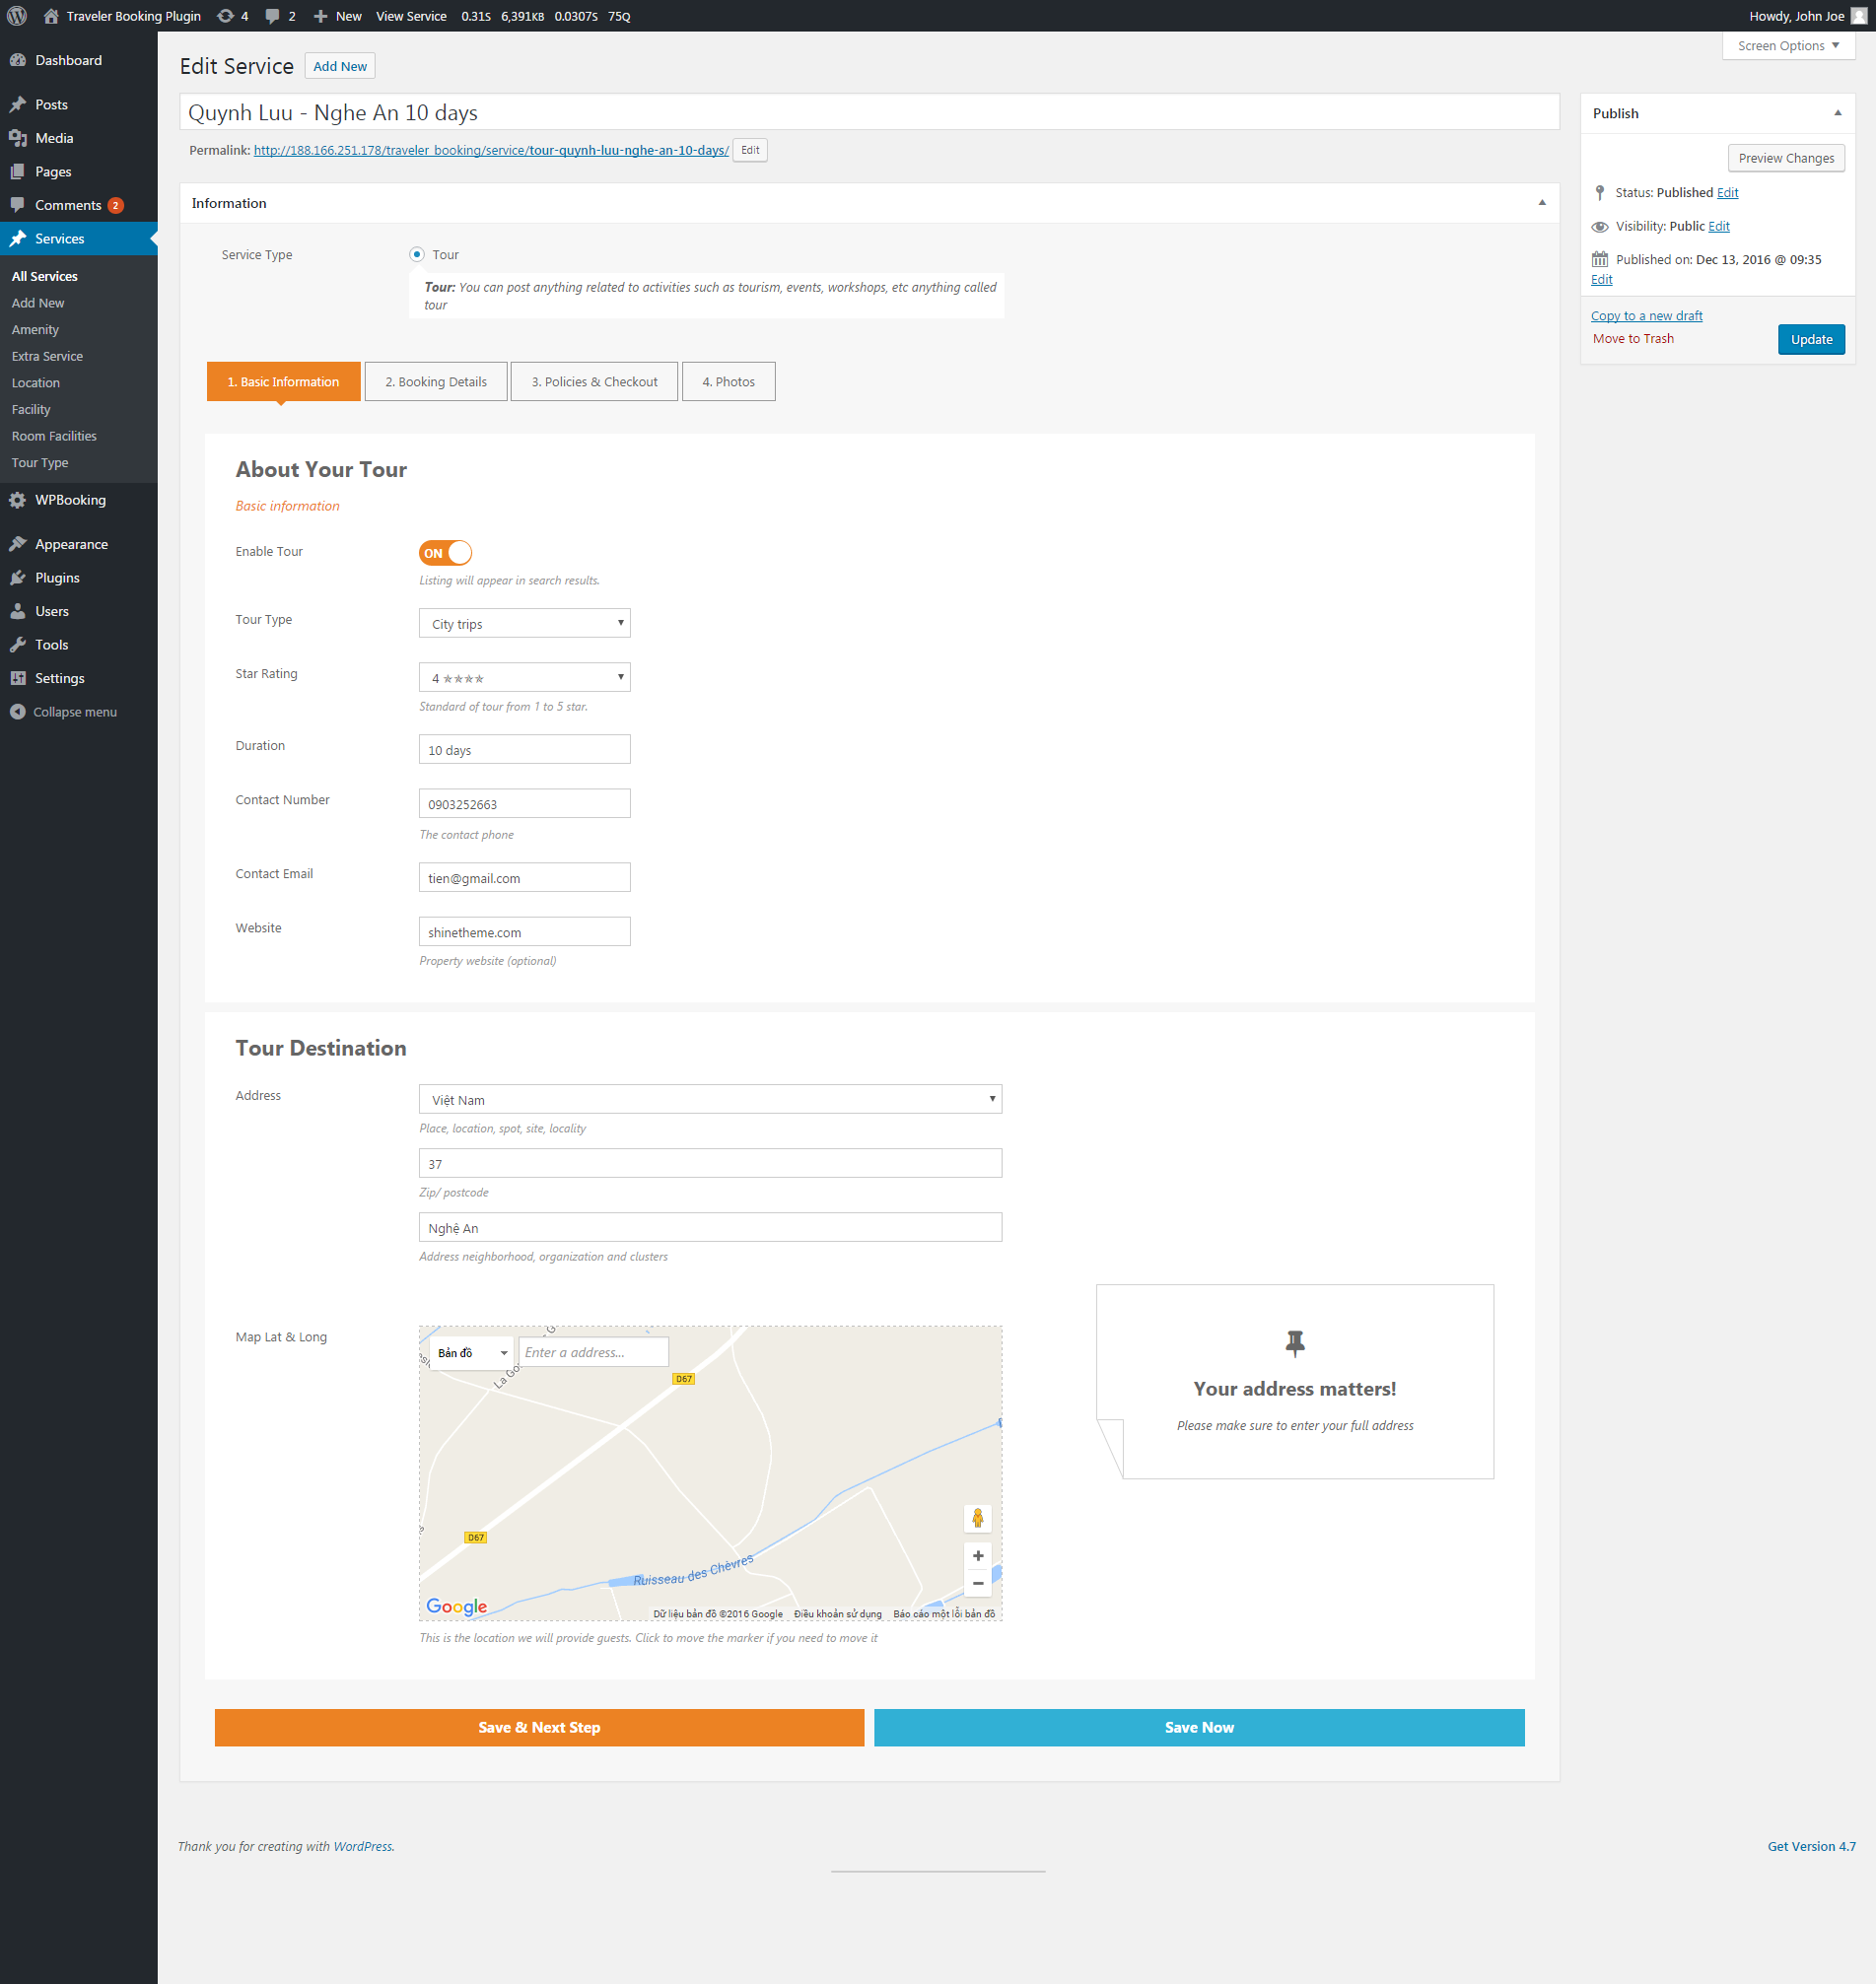 Traveler Booking Plugin 4 2 New View Service 0.31S 6,391KB 0.0307S 75Q Howdy, John Joe
Screen Options
Dashboard
Posts
Media
Pages
Comments 2
Services
All Services
Add New
Amenity
Extra Service
Location
Facility
Room Facilities
Tour Type
WPBooking
Appearance
Plugins
Users
Tools
Settings
Collapse menu
Edit Service Add New
Quynh Luu - Nghe An 10 days
Permalink: http://188.166.251.178/traveler_booking/service/tour-quynh-luu-nghe-an-10-days/ Edit
Information
Service Type Tour
Tour: You can post anything related to activities such as tourism, events, workshops, etc anything called
tour
1. Basic Information 2. Booking Details 3. Policies & Checkout 4. Photos
About Your Tour
Basic information
Enable Tour ON
Listing will appear in search results.
Tour Type City trips
Star Rating 4 ★★★★
Standard of tour from 1 to 5 star.
Duration 10 days
Contact Number 0903252663
The contact phone
Contact Email tien@gmail.com
Website shinetheme.com
Property website (optional)
Tour Destination
Address Việt Nam
Place, location, spot, site, locality
37
Zip/ postcode
Nghệ An
Address neighborhood, organization and clusters
Map Lat & Long
Bản đồ Enter a address...
D67
D67
Ruisseau des Chèvres
Google
Dữ liệu bản đồ ©2016 Google Điều khoản sử dụng Báo cáo một lỗi bản đồ
This is the location we will provide guests. Click to move the marker if you need to move it
Your address matters!
Please make sure to enter your full address
Save & Next Step Save Now
Publish
Preview Changes
Status: Published Edit
Visibility: Public Edit
Published on: Dec 13, 2016 @ 09:35
Edit
Copy to a new draft
Move to Trash Update
Thank you for creating with WordPress. Get Version 4.7